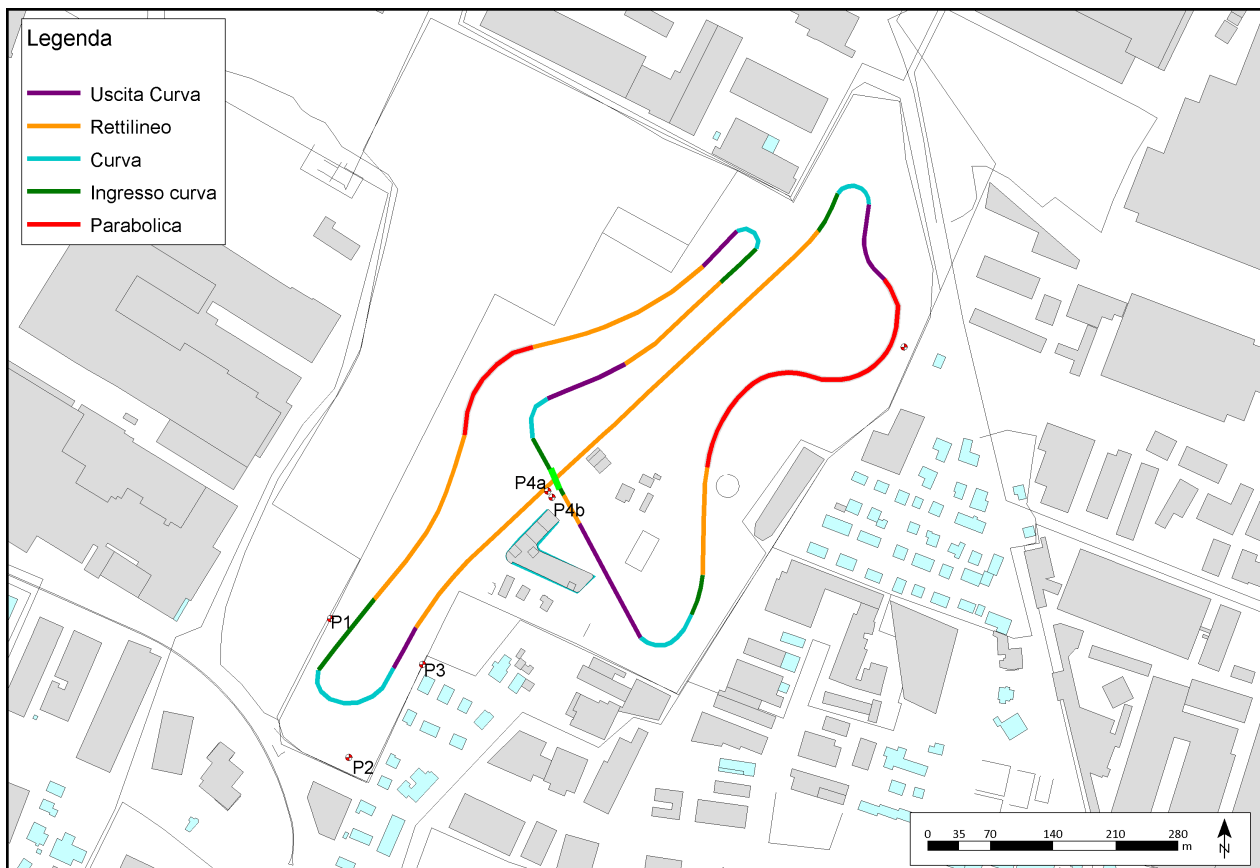 Legenda
Uscita Curva
Rettilineo
Curva
Ingresso curva
Parabolica
P4a
P4b
P1
P3
P2
0 35 70 140 210 280
m
N